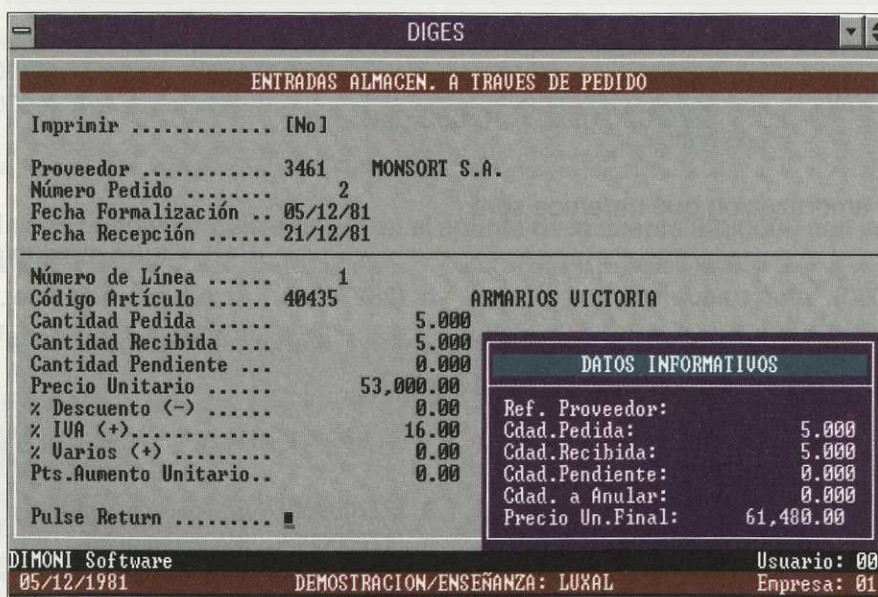 DIGES
ENTRADAS ALMACEN. A TRAVES DE PEDIDO
Imprimir ............. [No]
Proveedor ............ 3461 MONSORT S.A.
Número Pedido ........ 2
Fecha Formalización .. 05/12/81
Fecha Recepción ...... 21/12/81
Número de Línea ...... 1
Código Artículo ...... 40435 ARMARIOS VICTORIA
Cantidad Pedida ...... 5.000
Cantidad Recibida .... 5.000
Cantidad Pendiente ... 0.000
Precio Unitario ...... 53,000.00
% Descuento (-) ...... 0.00
% IVA (+)............. 16.00
% Varios (+) ......... 0.00
Pts.Aumento Unitario.. 0.00
Pulse Return .........
DATOS INFORMATIVOS
Ref. Proveedor:
Cdad.Pedida: 5.000
Cdad.Recibida: 5.000
Cdad.Pendiente: 0.000
Cdad. a Anular: 0.000
Precio Un.Final: 61,480.00
DIMONI Software Usuario: 00
05/12/1981 DEMOSTRACION/ENSEÑANZA: LUXAL Empresa: 01